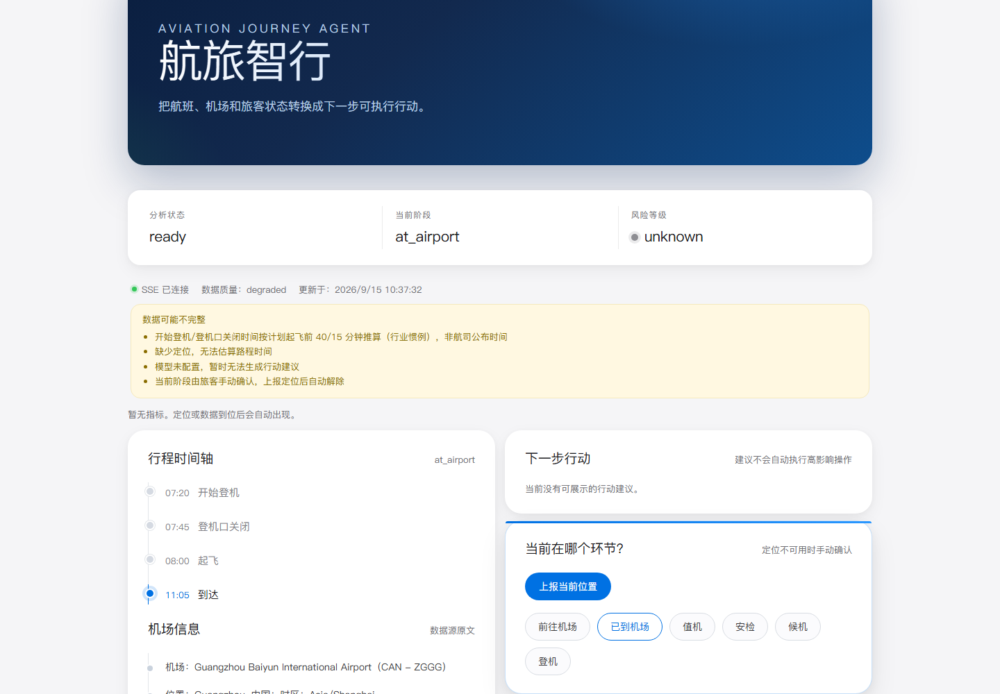 AVIATION JOURNEY AGENT
航旅智行
把航班、机场和旅客状态转换成下一步可执行行动。
分析状态
ready
当前阶段
at_airport
风险等级
unknown
SSE 已连接 数据质量：degraded 更新于：2026/9/15 10:37:32
数据可能不完整
开始登机/登机口关闭时间按计划起飞前 40/15 分钟推算（行业惯例），非航司公布时间
缺少定位，无法估算路程时间
模型未配置，暂时无法生成行动建议
当前阶段由旅客手动确认，上报定位后自动解除
暂无指标。定位或数据到位后会自动出现。
行程时间轴 at_airport
07:20 开始登机
07:45 登机口关闭
08:00 起飞
11:05 到达
机场信息 数据源原文
机场：Guangzhou Baiyun International Airport（CAN – ZGGG）
位置：Guangzhou, 中国；时区：Asia/Shanghai
下一步行动 建议不会自动执行高影响操作
当前没有可展示的行动建议。
当前在哪个环节？ 定位不可用时手动确认
上报当前位置
前往机场 已到机场 值机 安检 候机
登机